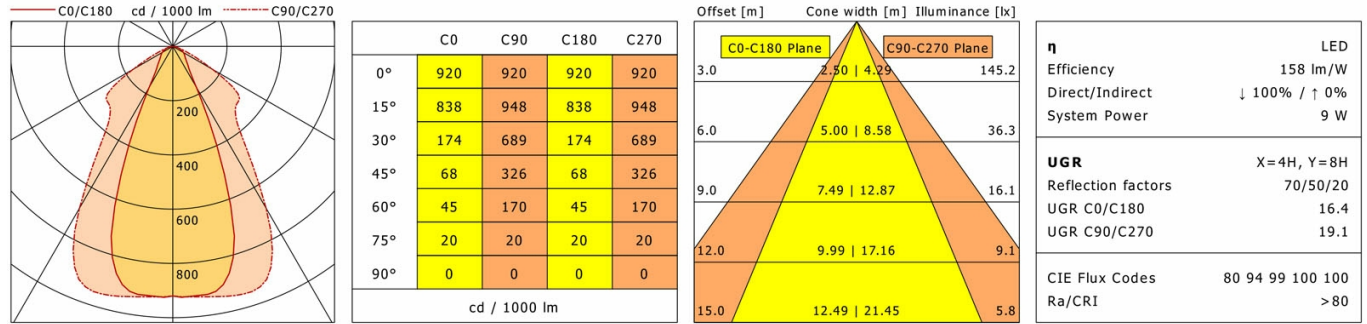 C0/C180 cd / 1000 lm C90/C270
200
400
600
800
C0 C90 C180 C270
0° 920 920 920 920
15° 838 948 838 948
30° 174 689 174 689
45° 68 326 68 326
60° 45 170 45 170
75° 20 20 20 20
90° 0 0 0 0
cd / 1000 lm
Offset [m] Cone width [m] Illuminance [lx]
C0-C180 Plane C90-C270 Plane
3.0 2.50 | 4.29 145.2
6.0 5.00 | 8.58 36.3
9.0 7.49 | 12.87 16.1
12.0 9.99 | 17.16 9.1
15.0 12.49 | 21.45 5.8
η LED
Efficiency 158 lm/W
Direct/Indirect ↓ 100% / ↑ 0%
System Power 9 W
UGR X=4H, Y=8H
Reflection factors 70/50/20
UGR C0/C180 16.4
UGR C90/C270 19.1
CIE Flux Codes 80 94 99 100 100
Ra/CRI >80